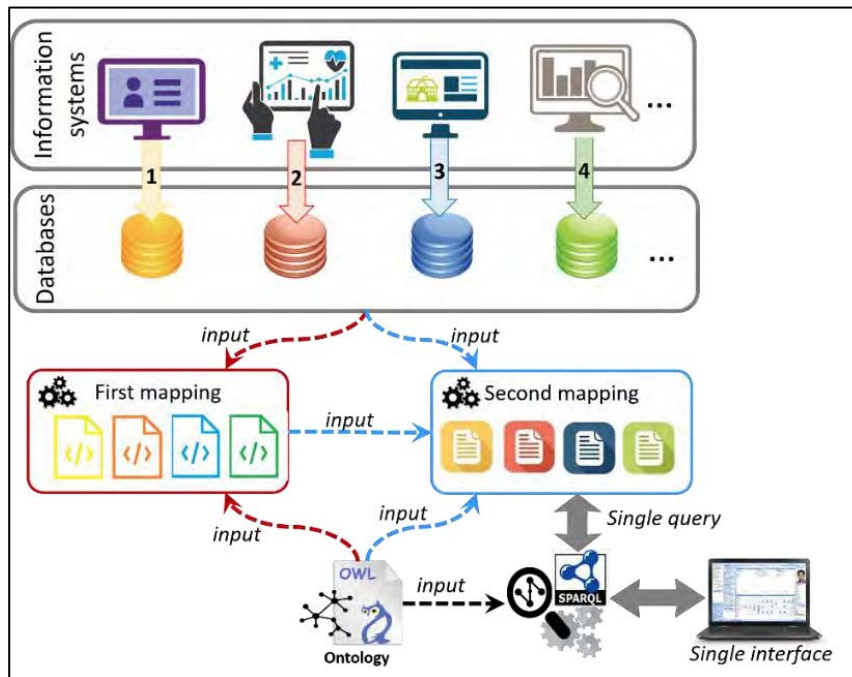 Information
systems
...
1
2
3
4
Databases
...
input
input
First mapping
</>
</>
</>
</>
input
Second mapping
input
input
Single query
OWL
input
SPARQL
Ontology
Single interface